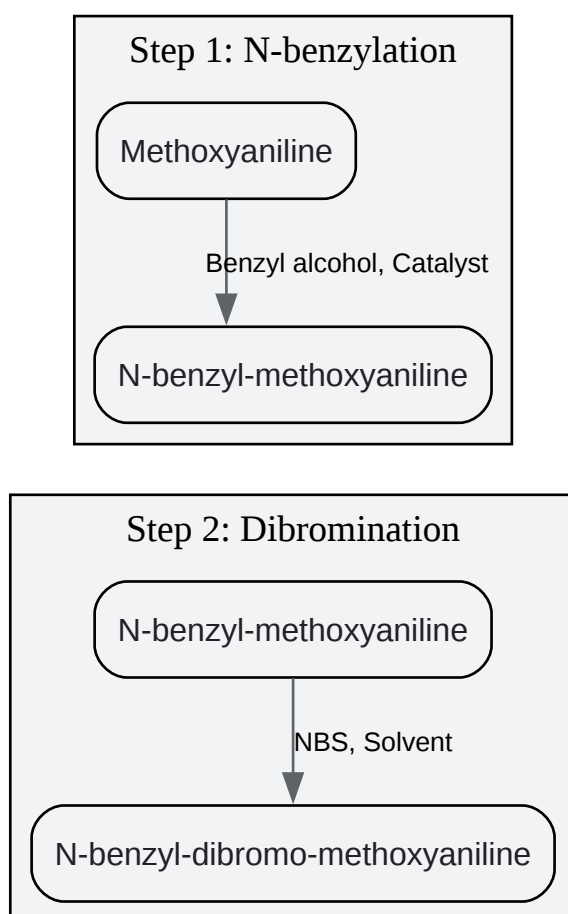 Step 1: N-benzylation
Methoxyaniline
Benzyl alcohol, Catalyst
N-benzyl-methoxyaniline
Step 2: Dibromination
N-benzyl-methoxyaniline
NBS, Solvent
N-benzyl-dibromo-methoxyaniline